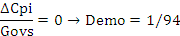 ΔCpi
Govs = 0 → Demo = 1/94